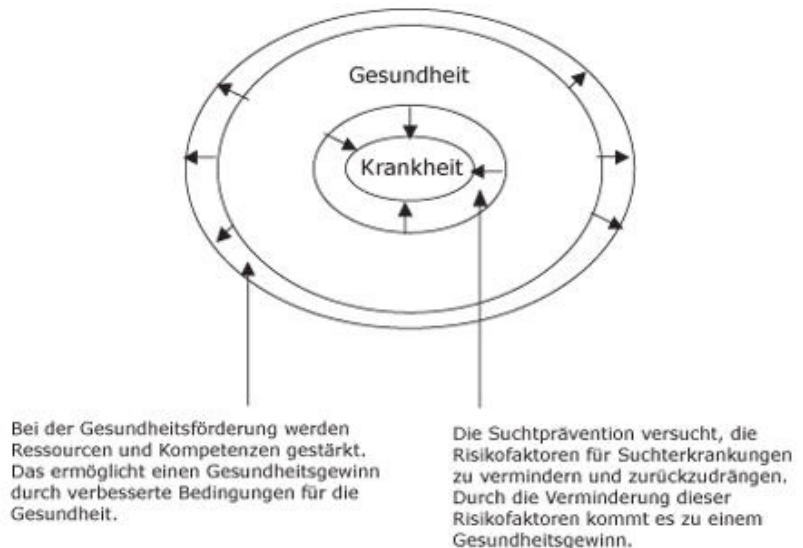 Gesundheit
Krankheit
Bei der Gesundheitsförderung werden
Ressourcen und Kompetenzen gestärkt.
Das ermöglicht einen Gesundheitsgewinn
durch verbesserte Bedingungen für die
Gesundheit.
Die Suchtprävention versucht, die
Risikofaktoren für Suchterkrankungen
zu vermindern und zurückzudrängen.
Durch die Verminderung dieser
Risikofaktoren kommt es zu einem
Gesundheitsgewinn.